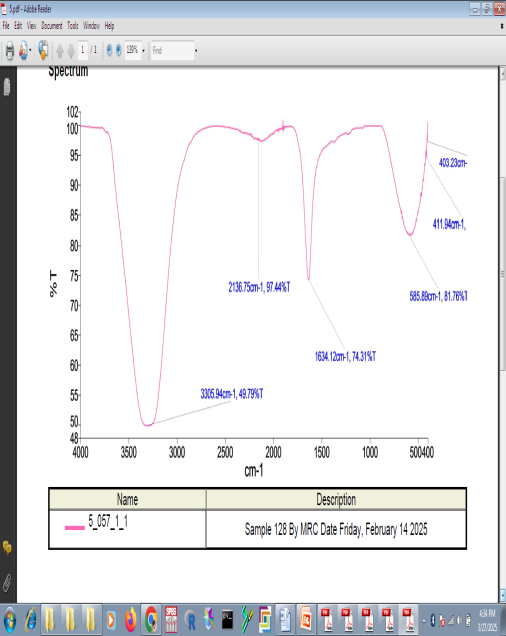 5.pdf - Adobe Reader
File Edit View Document Tools Window Help
1 / 1 139% Find
Spectrum
102
100
95
90
85
80
75
70
65
60
55
50
48
%T
403.23cm-
411.94cm-1,
2136.75cm-1, 97.44%T
585.89cm-1, 81.76%T
1634.12cm-1, 74.31%T
3305.94cm-1, 49.79%T
4000 3500 3000 2500 2000 1500 1000 500400
cm-1
Name Description
5_057_1_1 Sample 128 By MRC Date Friday, February 14 2025
4:34 PM
3/27/2025